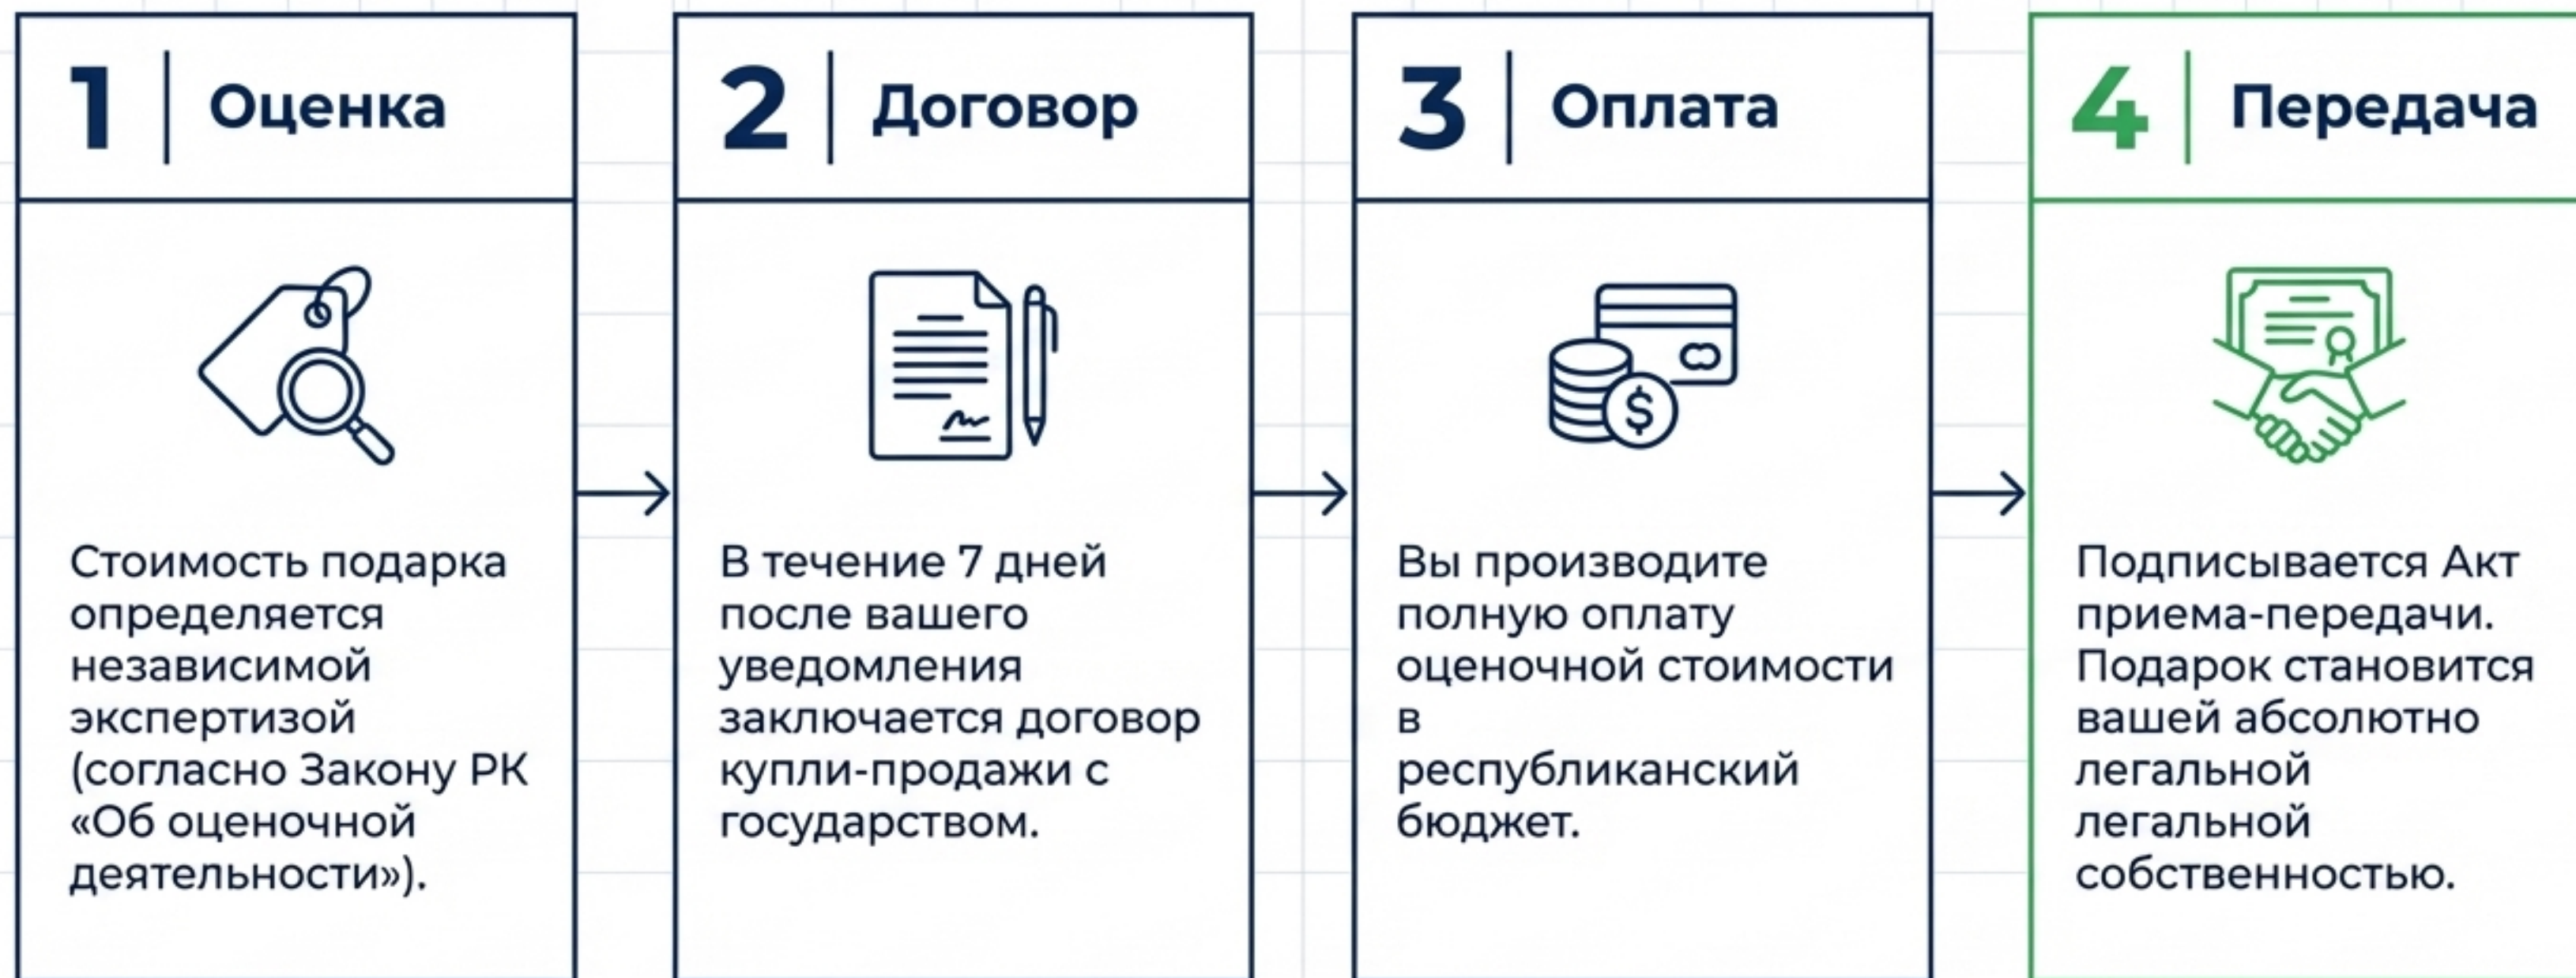 1 Оценка
Стоимость подарка
определяется
независимой
экспертизой
(согласно Закону РК
«Об оценочной
деятельности»).
2 Договор
В течение 7 дней
после вашего
уведомления
заключается договор
купли-продажи с
государством.
3 Оплата
$
Вы производите
полную оплату
оценочной стоимости
в
республиканский
бюджет.
4 Передача
Подписывается Акт
приема-передачи.
Подарок становится
вашей абсолютно
легальной
легальной
собственностью.